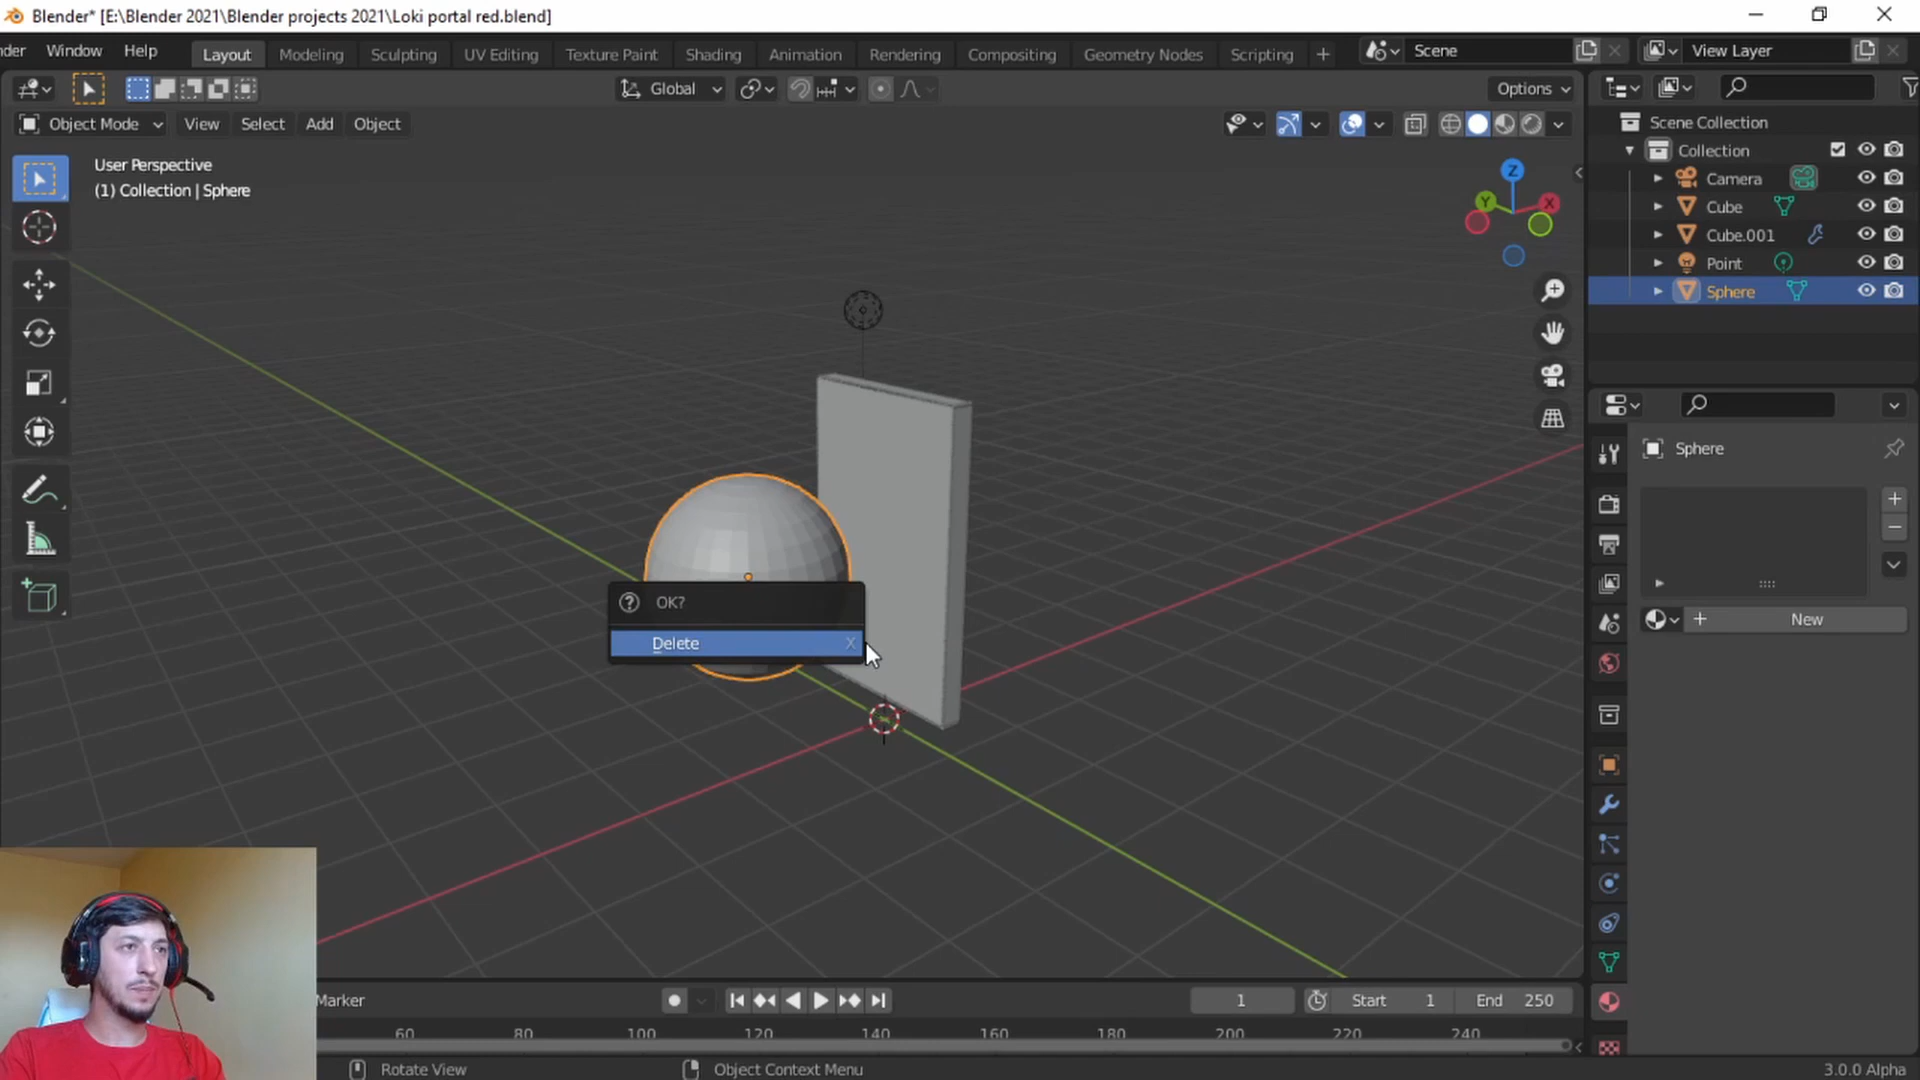 Blender* [E:\Blender 2021\Blender projects 2021\Loki portal red.blend]
nder Window Help Layout Modeling Sculpting UV Editing Texture Paint Shading Animation Rendering Compositing Geometry Nodes Scripting + Scene View Layer
Global Options
Object Mode View Select Add Object
User Perspective
(1) Collection | Sphere
Z
Y
X
Scene Collection
Collection
Camera
Cube
Cube.001
Point
Sphere
Sphere
+ New
OK?
Delete X
Marker 1 Start 1 End 250
60 80 100 120 140 160 180 200 220 240
Rotate View Object Context Menu 3.0.0 Alpha